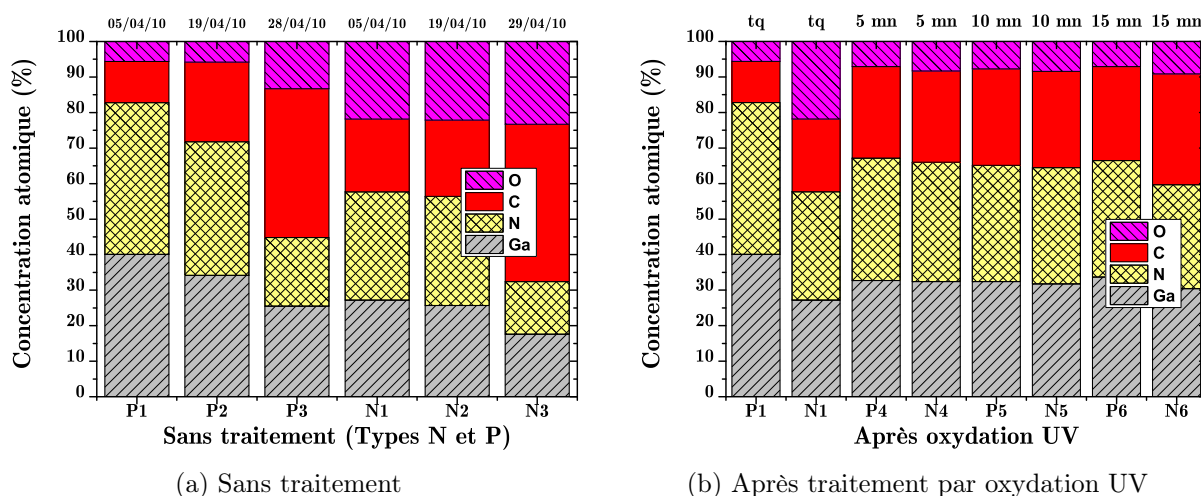 05/04/10 19/04/10 28/04/10 05/04/10 19/04/10 29/04/10
100
90
80
70
60
50
40
30
20
10
0
Concentration atomique (%)
O
C
N
Ga
P1 P2 P3 N1 N2 N3
Sans traitement (Types N et P)
(a) Sans traitement
tq tq 5 mn 5 mn 10 mn 10 mn 15 mn 15 mn
100
90
80
70
60
50
40
30
20
10
0
Concentration atomique (%)
O
C
N
Ga
P1 N1 P4 N4 P5 N5 P6 N6
Après oxydation UV
(b) Après traitement par oxydation UV